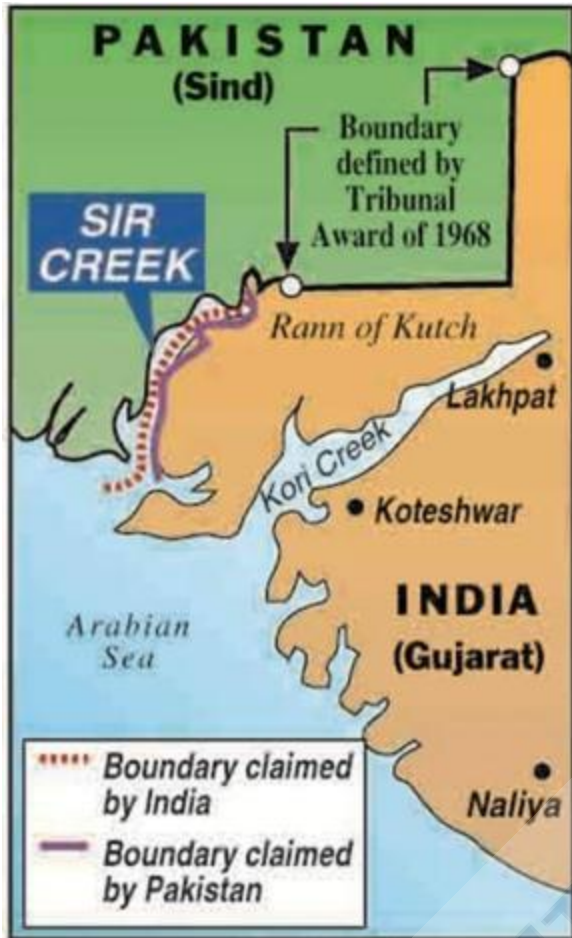 PAKISTAN
(Sind)
Boundary
defined by
Tribunal
Award of 1968
SIR
CREEK
Rann of Kutch
Lakhpat
Kori Creek
Koteshwar
INDIA
(Gujarat)
Arabian
Sea
Naliya
Boundary claimed
by India
Boundary claimed
by Pakistan